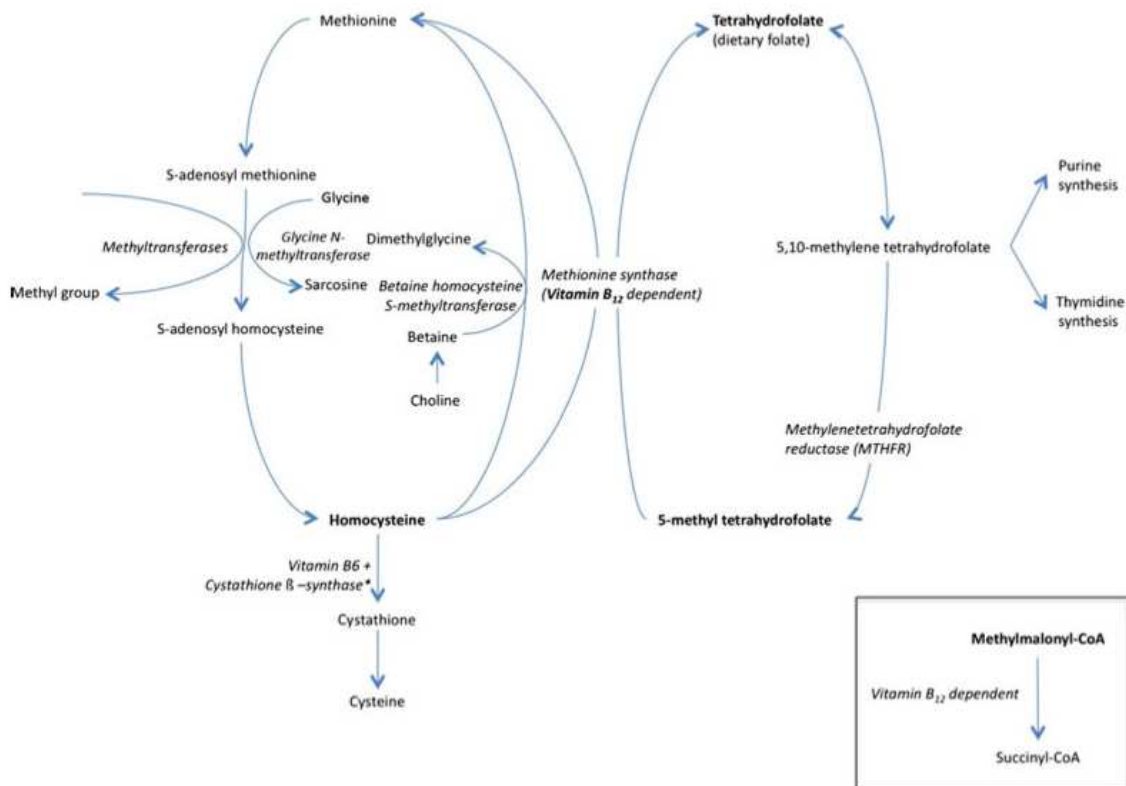 Methionine
Tetrahydrofolate
(dietary folate)
S-adenosyl methionine
Glycine
Purine
synthesis
Methyltransferases
Glycine N-
methyltransferase
Dimethylglycine
5,10-methylene tetrahydrofolate
Methyl group
Sarcosine
Betaine homocysteine
S-methyltransferase
Methionine synthase
(Vitamin B12 dependent)
Thymidine
synthesis
S-adenosyl homocysteine
Betaine
Choline
Methylenetetrahydrofolate
reductase (MTHFR)
Homocysteine
5-methyl tetrahydrofolate
Vitamin B6 +
Cystathione ß –synthase*
Cystathione
Cysteine
Methylmalonyl-CoA
Vitamin B12 dependent
Succinyl-CoA